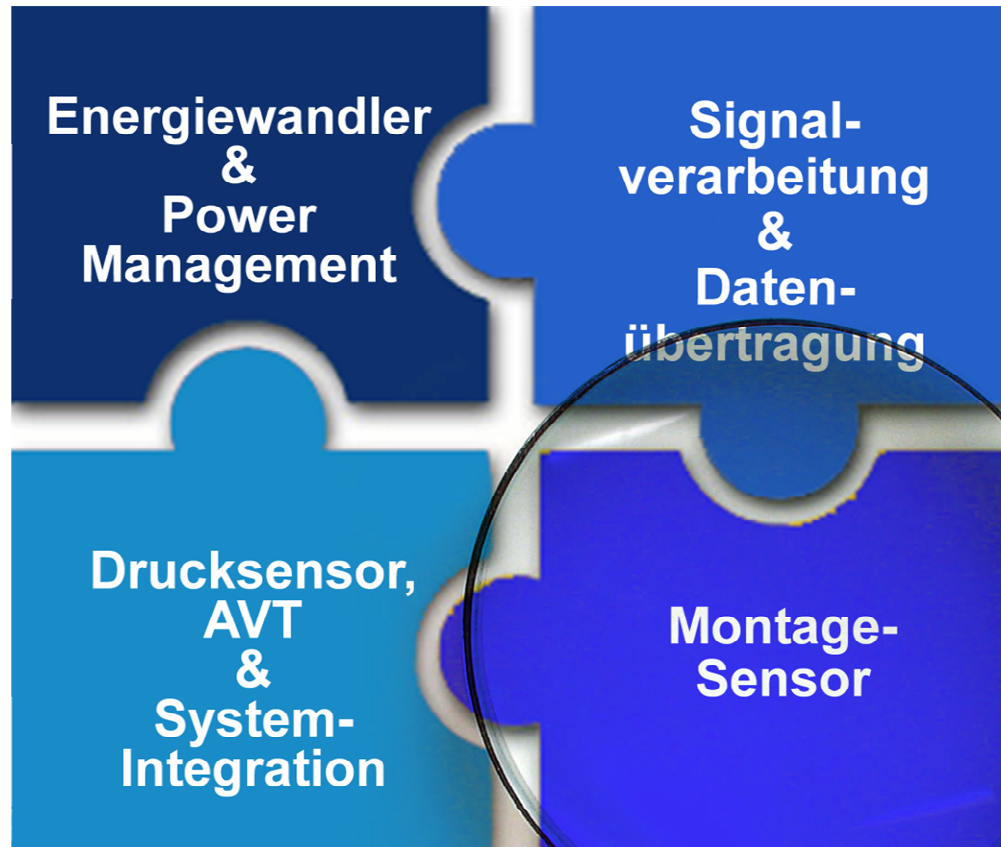 Energiewandler
&
Power
Management
Signal-
verarbeitung
&
Daten-
übertragung
Drucksensor,
AVT
&
System-
Integration
Montage-
Sensor